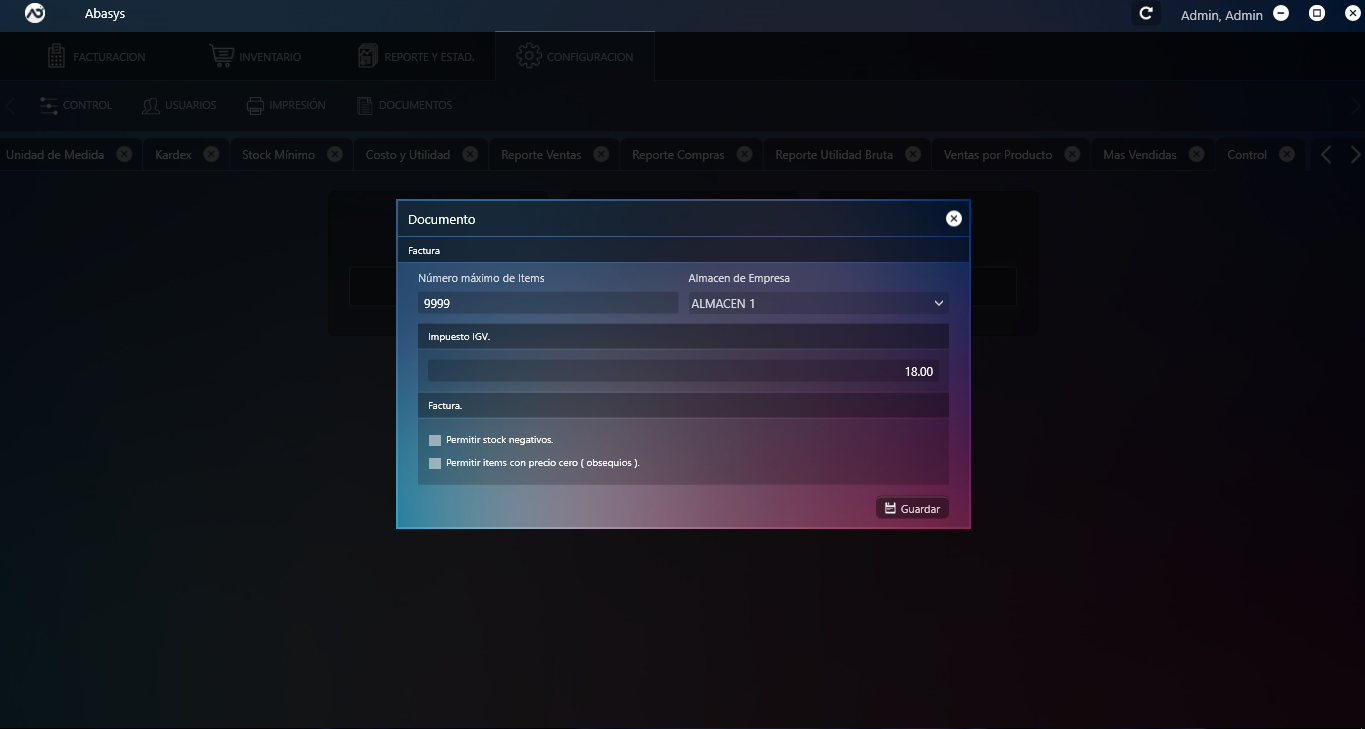 Abasys
Admin, Admin
FACTURACION
INVENTARIO
REPORTE Y ESTAD.
CONFIGURACION
CONTROL
USUARIOS
IMPRESIÓN
DOCUMENTOS
Unidad de Medida
Kardex
Stock Mínimo
Costo y Utilidad
Reporte Ventas
Reporte Compras
Reporte Utilidad Bruta
Ventas por Producto
Mas Vendidas
Control
Documento
Factura
Número máximo de Items
Almacen de Empresa
9999
ALMACEN 1
Impuesto IGV.
18.00
Factura.
Permitir stock negativos.
Permitir items con precio cero ( obsequios ).
Guardar